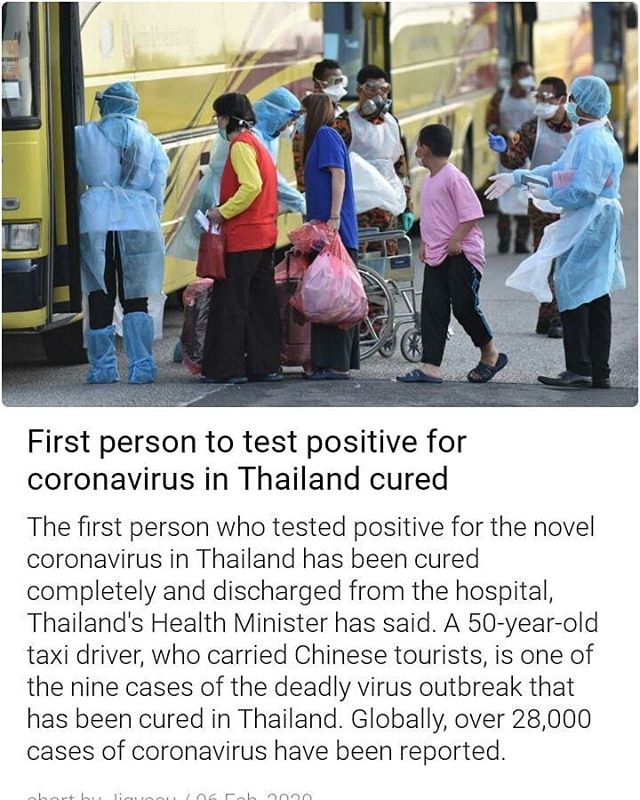 First person to test positive for
coronavirus in Thailand cured
The first person who tested positive for the novel
coronavirus in Thailand has been cured
completely and discharged from the hospital,
Thailand's Health Minister has said. A 50-year-old
taxi driver, who carried Chinese tourists, is one of
the nine cases of the deadly virus outbreak that
has been cured in Thailand. Globally, over 28,000
cases of coronavirus have been reported.
short by / 06 Feb 2020